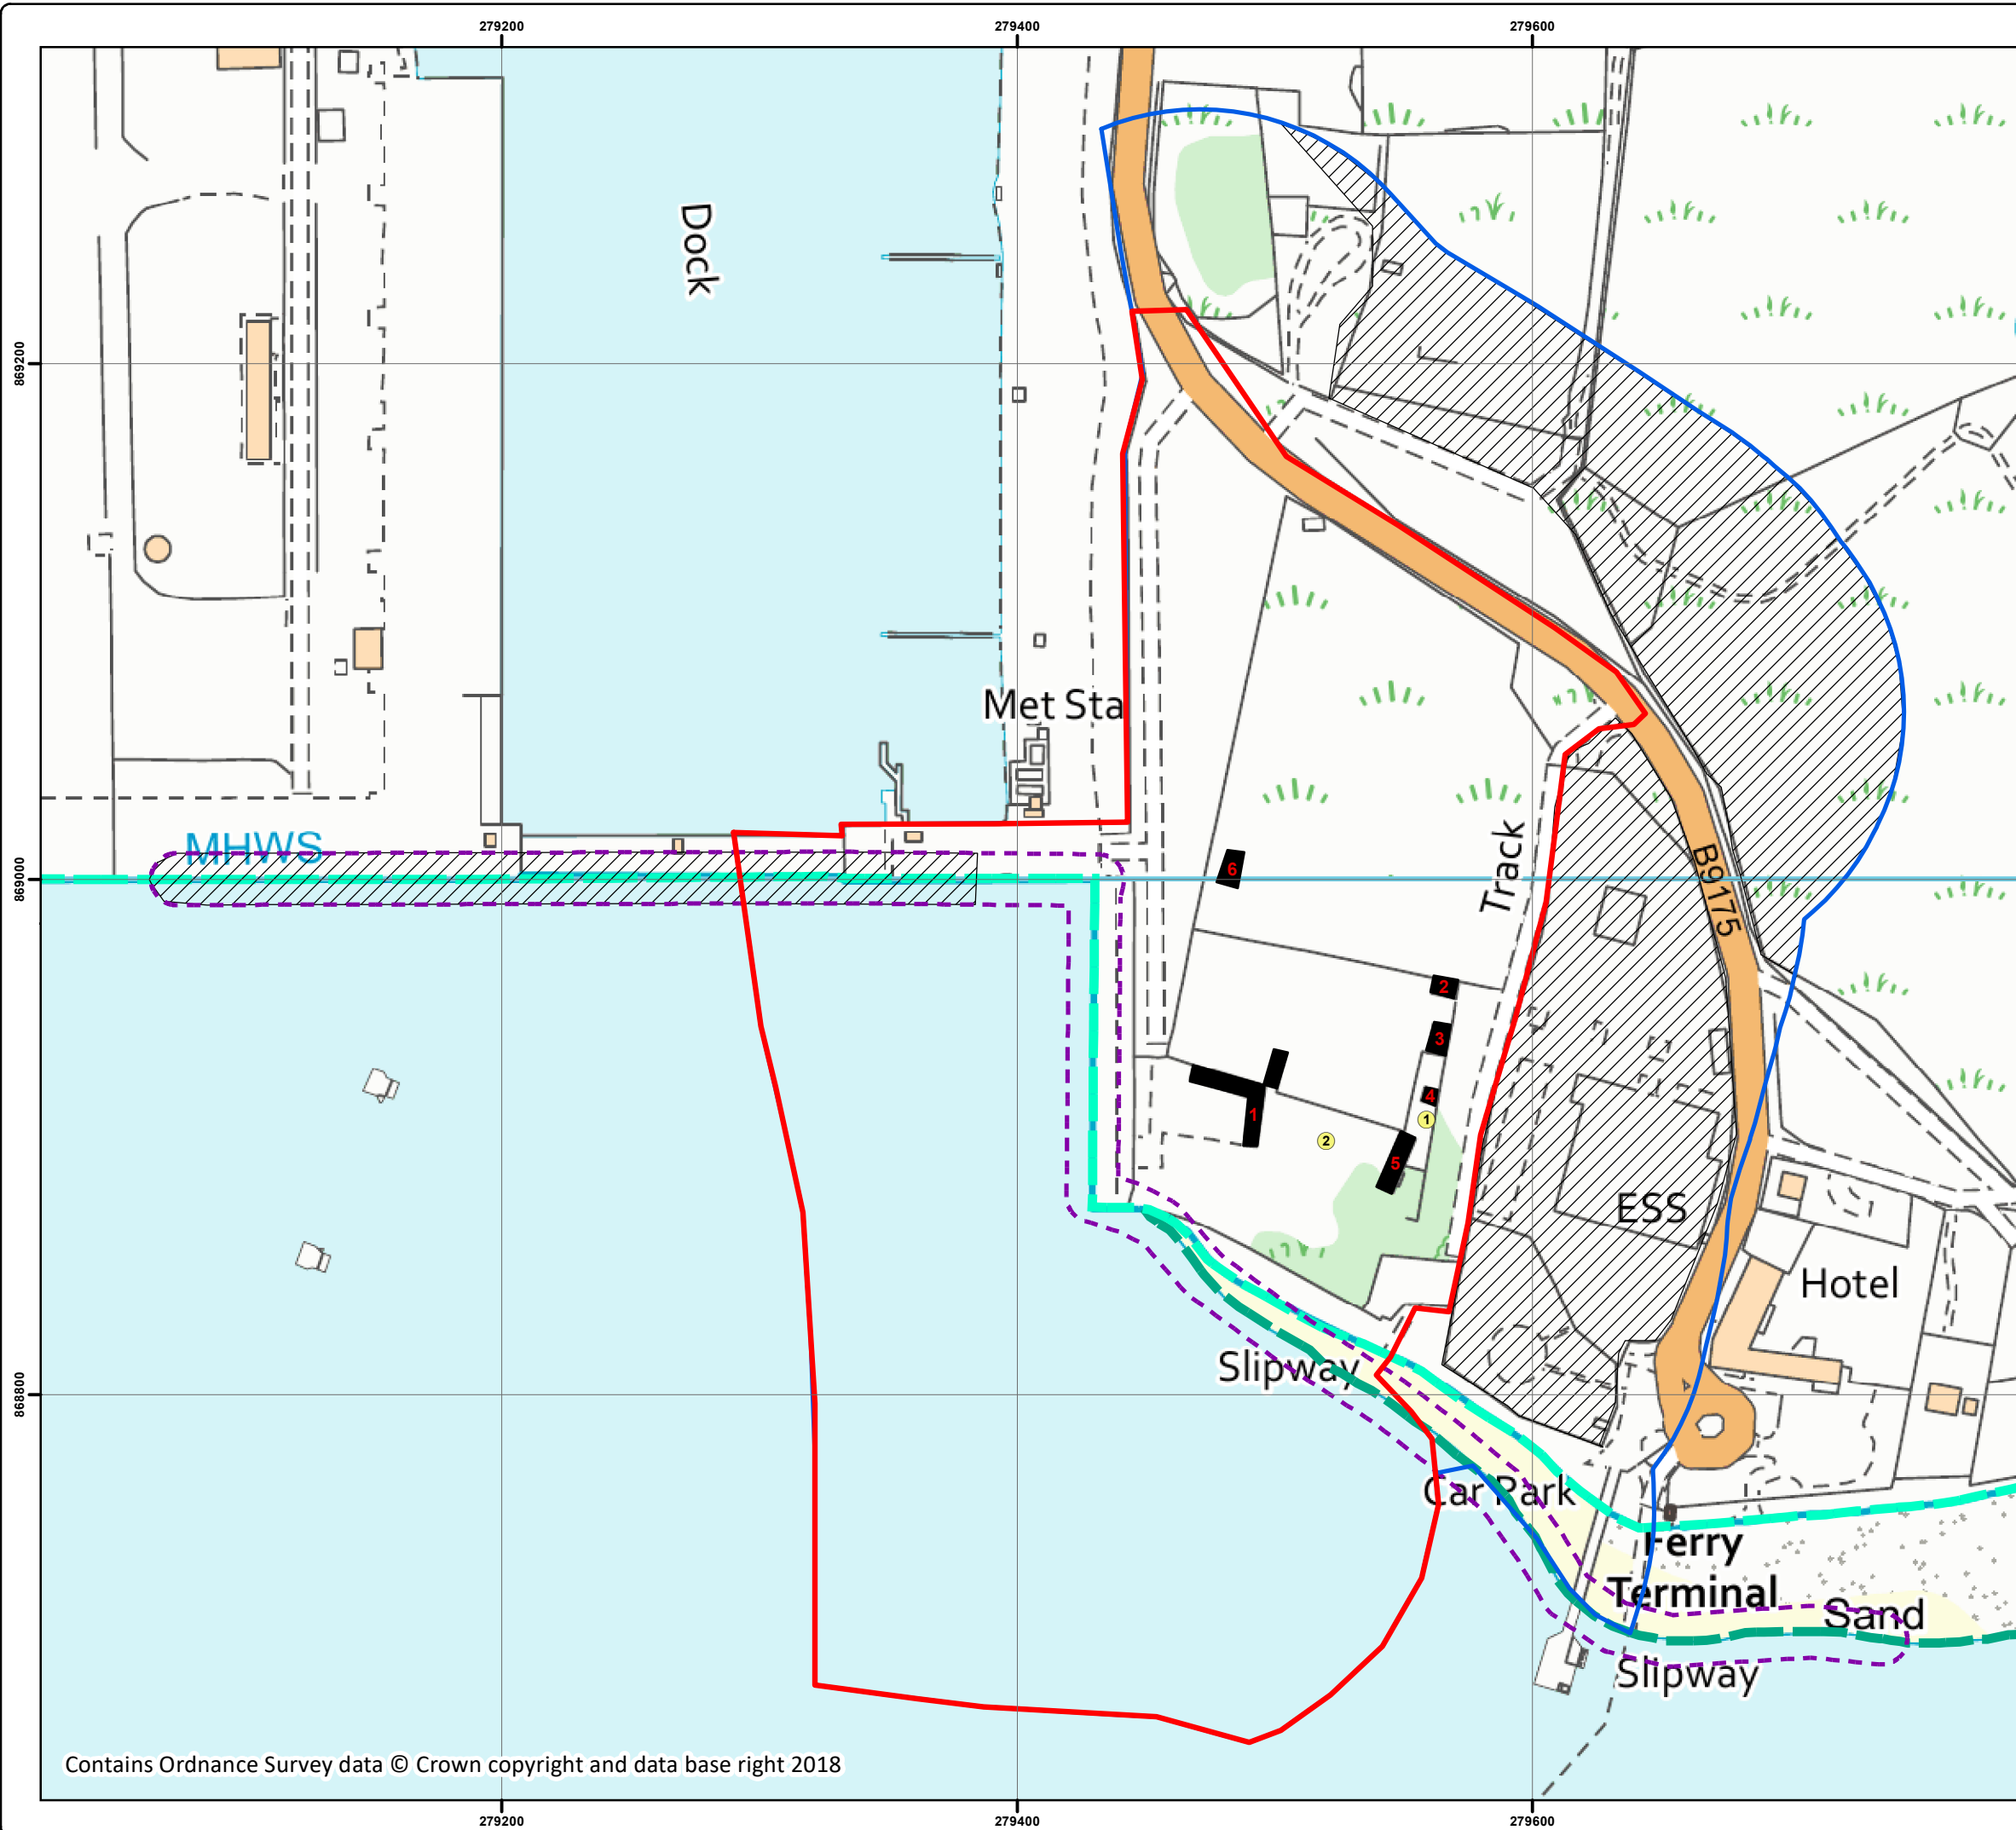 279200
279400
279600
869200
Dock
Met Sta
MHWS
869000
6
Track
B9175
2
3
4
1
1
2
5
ESS
Hotel
Slipway
868800
Car Park
Ferry
Terminal
Sand
Slipway
Contains Ordnance Survey data © Crown copyright and data base right 2018
279200
279400
279600